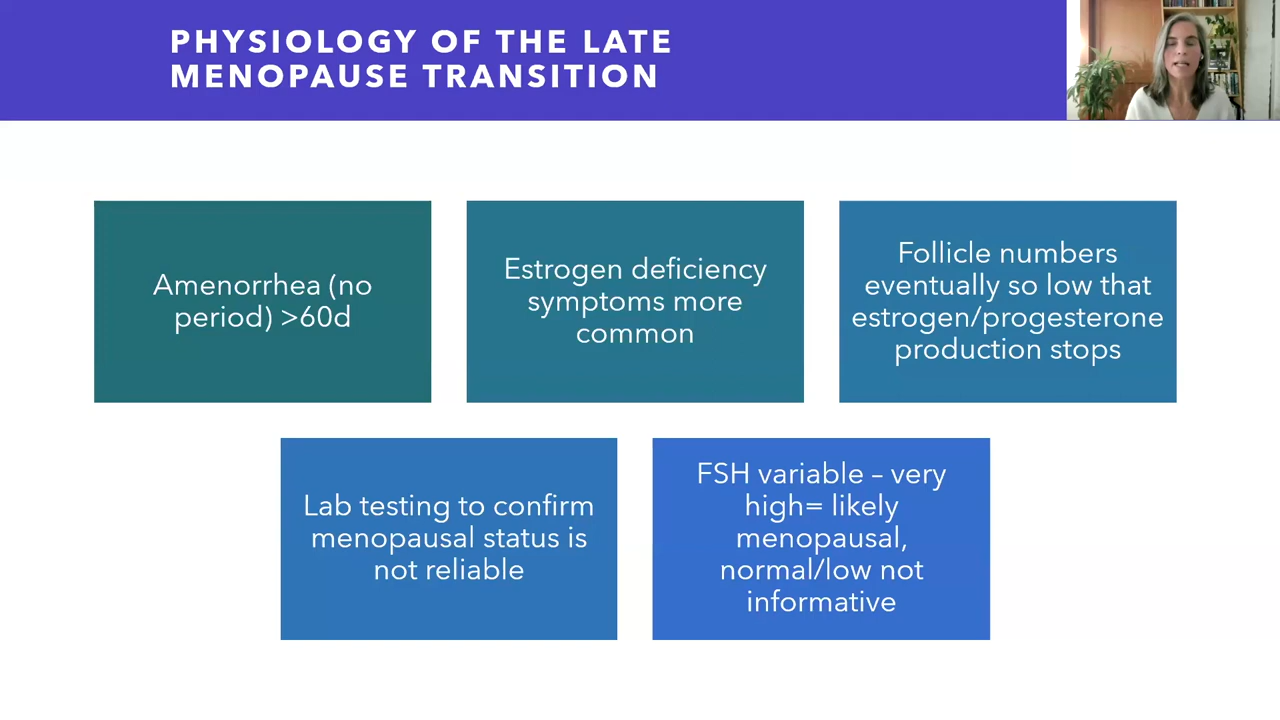 PHYSIOLOGY OF THE LATE
MENOPAUSE TRANSITION
Amenorrhea (no
period) >60d
Estrogen deficiency
symptoms more
common
Follicle numbers
eventually so low that
estrogen/progesterone
production stops
Lab testing to confirm
menopausal status is
not reliable
FSH variable – very
high= likely
menopausal,
normal/low not
informative